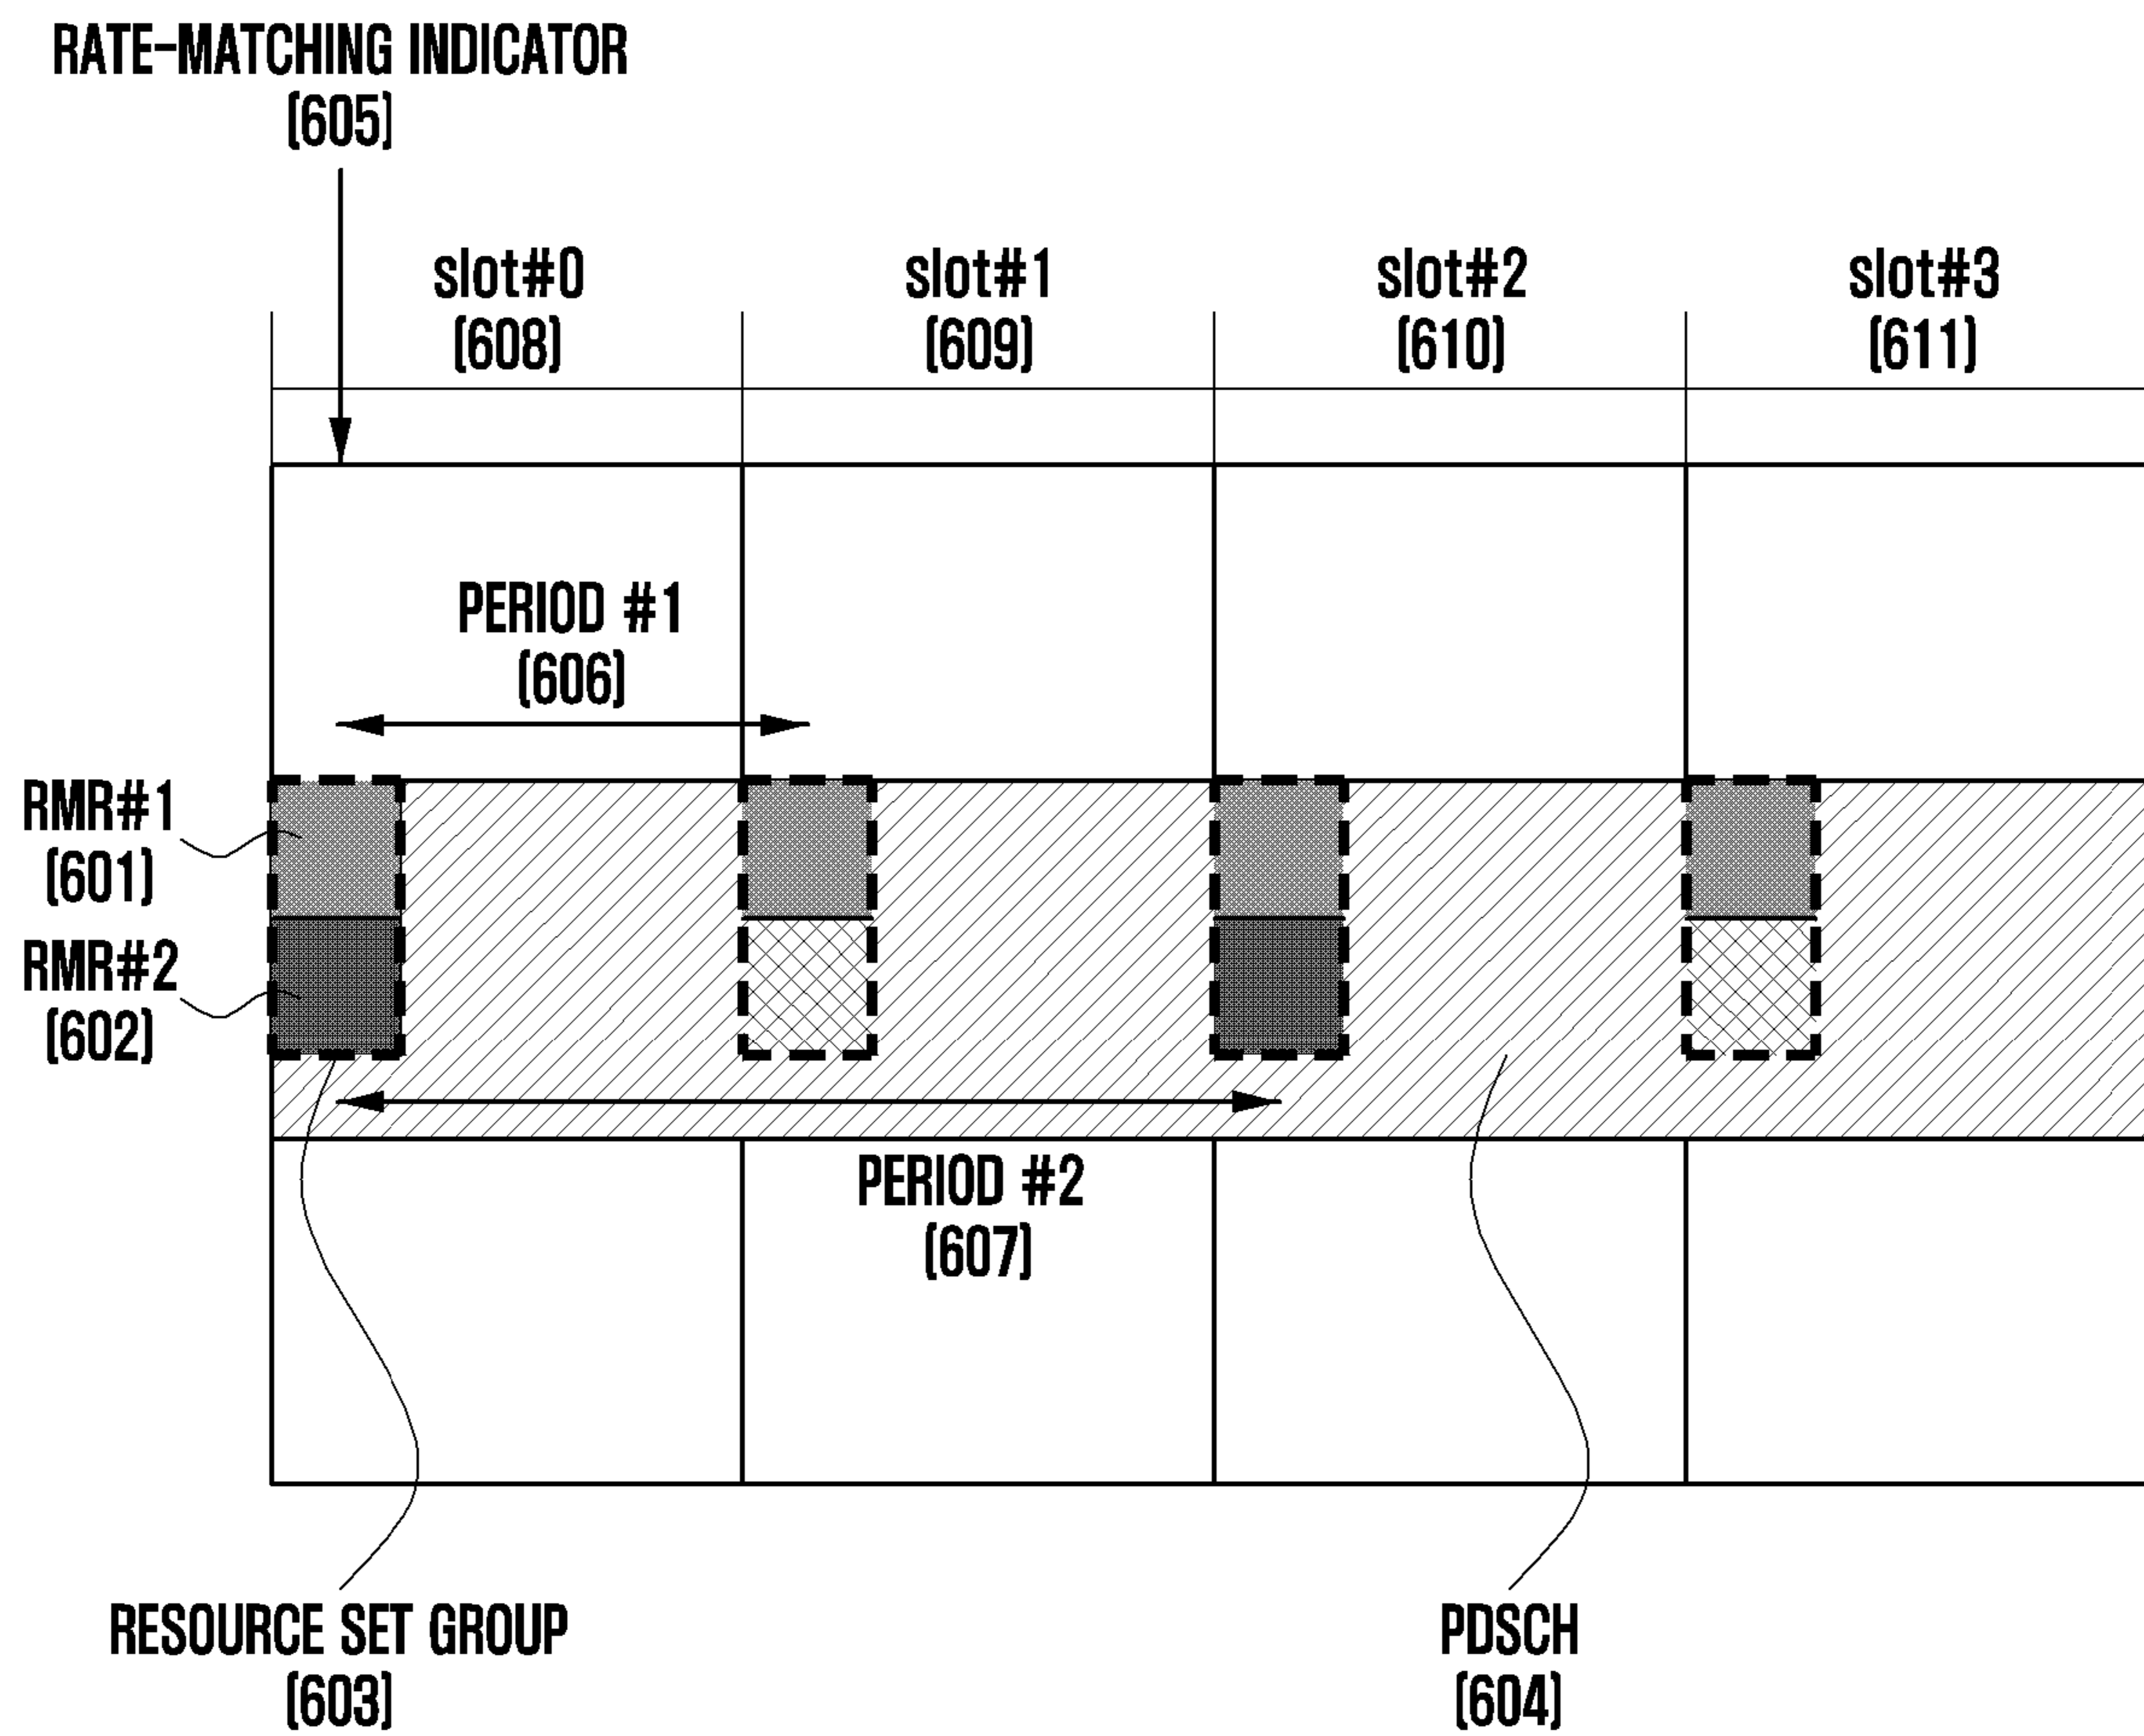 RATE-MATCHING INDICATOR
(605)
slot#0
(608)
slot#1
(609)
slot#2
(610)
slot#3
(611)
PERIOD #1
(606)
RMR#1
(601)
RMR#2
(602)
PERIOD #2
(607)
RESOURCE SET GROUP
(603)
PDSCH
(604)